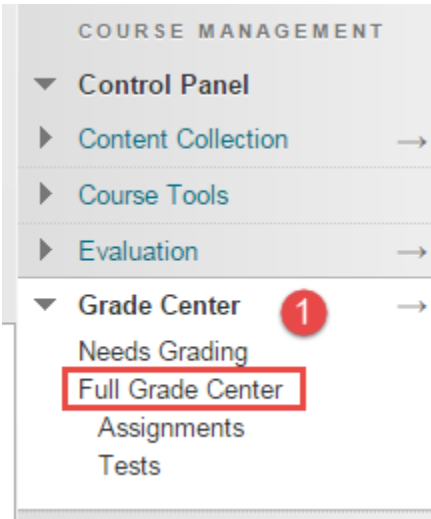 COURSE MANAGEMENT
Control Panel
Content Collection
Course Tools
Evaluation
Grade Center 1
Needs Grading
Full Grade Center
Assignments
Tests